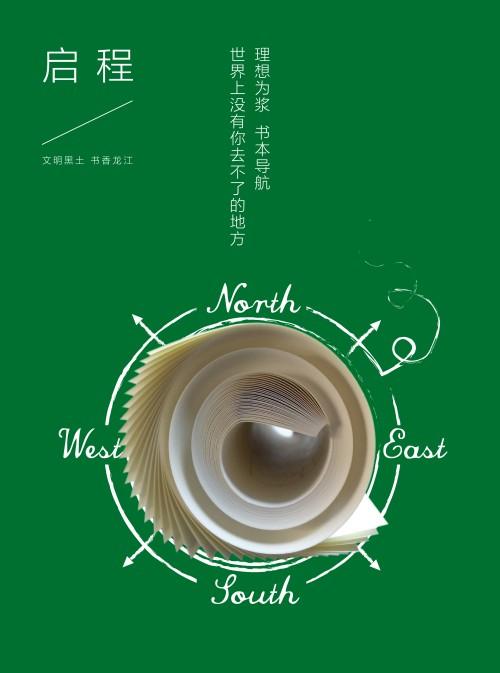 启程
文明黑土 书香龙江
理想为浆 书本导航
世界上没有你去不了的地方
North
West
East
South